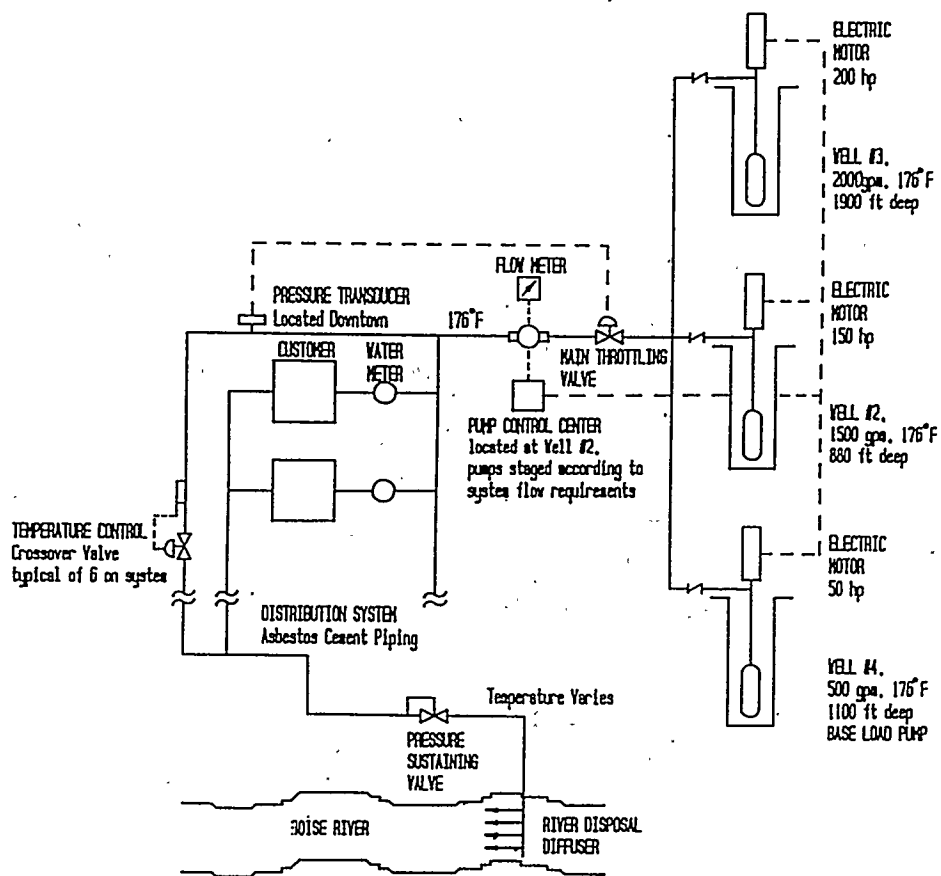 ELECTRIC
MOTOR
200 hp
WELL #3,
2000gpm, 176°F
1900 ft deep
FLOW METER
PRESSURE TRANSDUCER
Located Downtown
176°F
CUSTOMER
WATER
METER
MAIN THROTTLING
VALVE
ELECTRIC
MOTOR
150 hp
PUMP CONTROL CENTER
located at Well #2,
pumps staged according to
system flow requirements
WELL #2,
1500 gpm, 176°F
880 ft deep
TEMPERATURE CONTROL
Crossover Valve
typical of 6 on system
ELECTRIC
MOTOR
50 hp
DISTRIBUTION SYSTEM
Asbestos Cement Piping
WELL #4,
500 gpm, 176°F
1100 ft deep
BASE LOAD PUMP
Temperature Varies
PRESSURE
SUSTAINING
VALVE
BOISE RIVER
RIVER DISPOSAL
DIFFUSER